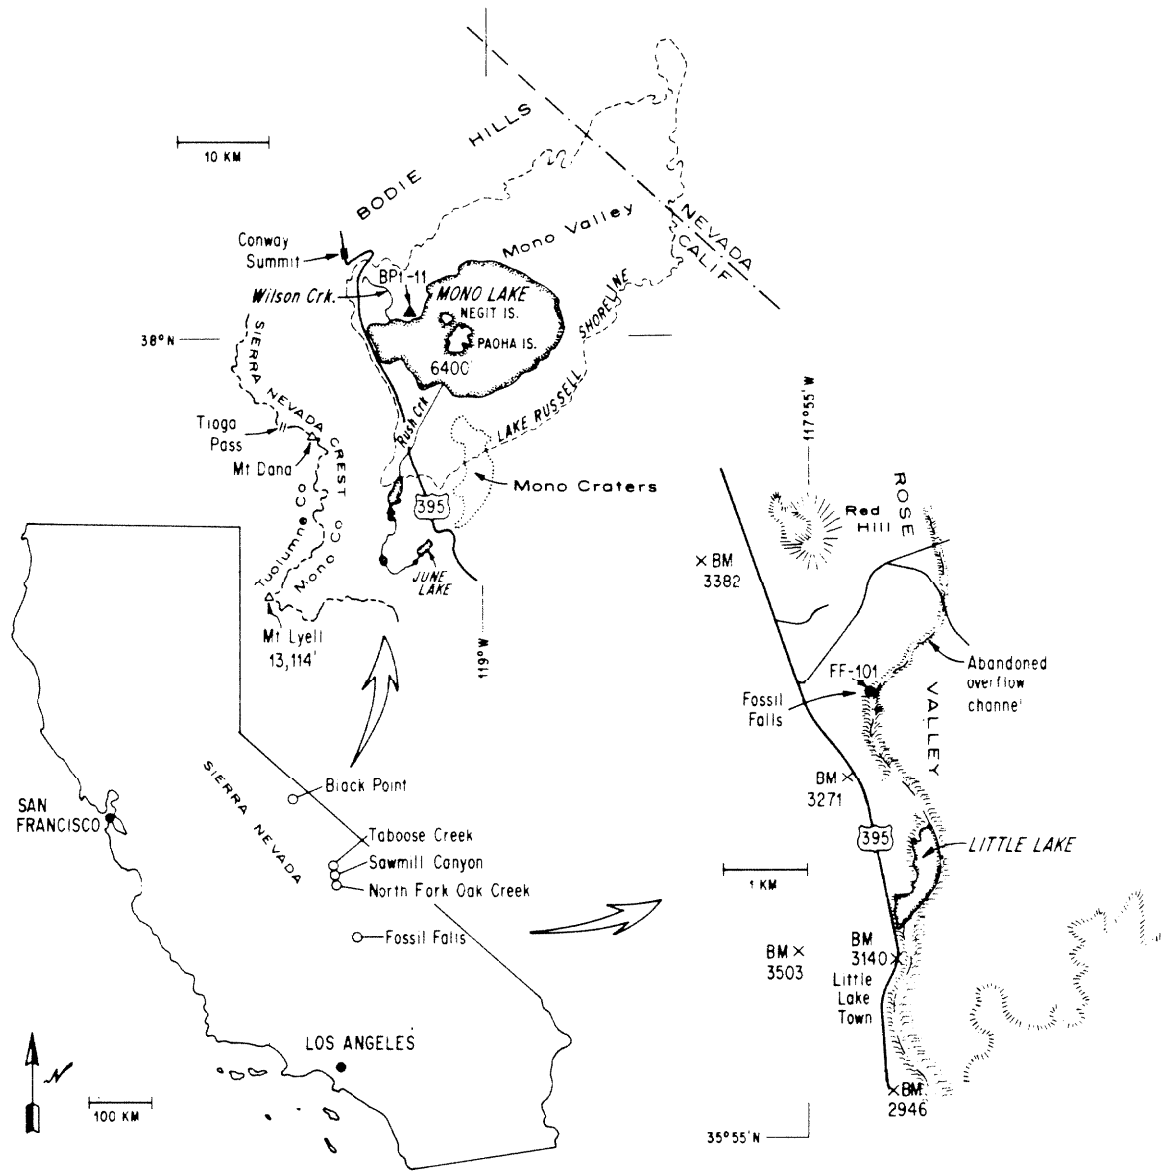 BODIE HILLS
10 KM
NEVADA
CALIF
Mono Valley
Conway
Summit
BP1-11
Wilson Crk.
MONO LAKE
NEGIT IS.
PAOHA IS.
6400
38°N
SIERRA NEVADA CREST
SHORELINE
LAKE RUSSELL
Rush Crk
Tioga
Pass
Mt Dana
Mono Craters
395
Tuolumne Co
Mono Co
JUNE
LAKE
Mt Lyell
13,114'
119°W
117°55' W
ROSE
VALLEY
Red
Hill
BM
3382
FF-101
Fossil
Falls
Abandoned
overflow
channel
BM
3271
395
LITTLE LAKE
1 KM
BM
3503
BM
3140
Little
Lake
Town
BM
2946
35°55' N
SIERRA NEVADA
Black Point
SAN
FRANCISCO
Taboose Creek
Sawmill Canyon
North Fork Oak Creek
Fossil Falls
LOS ANGELES
N
100 KM